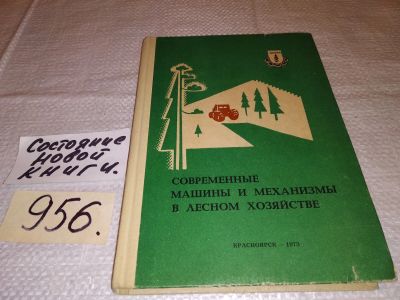 Состояние
новой
книги.
956.
СОВРЕМЕННЫЕ
МАШИНЫ И МЕХАНИЗМЫ
В ЛЕСНОМ ХОЗЯЙСТВЕ
КРАСНОЯРСК — 1973